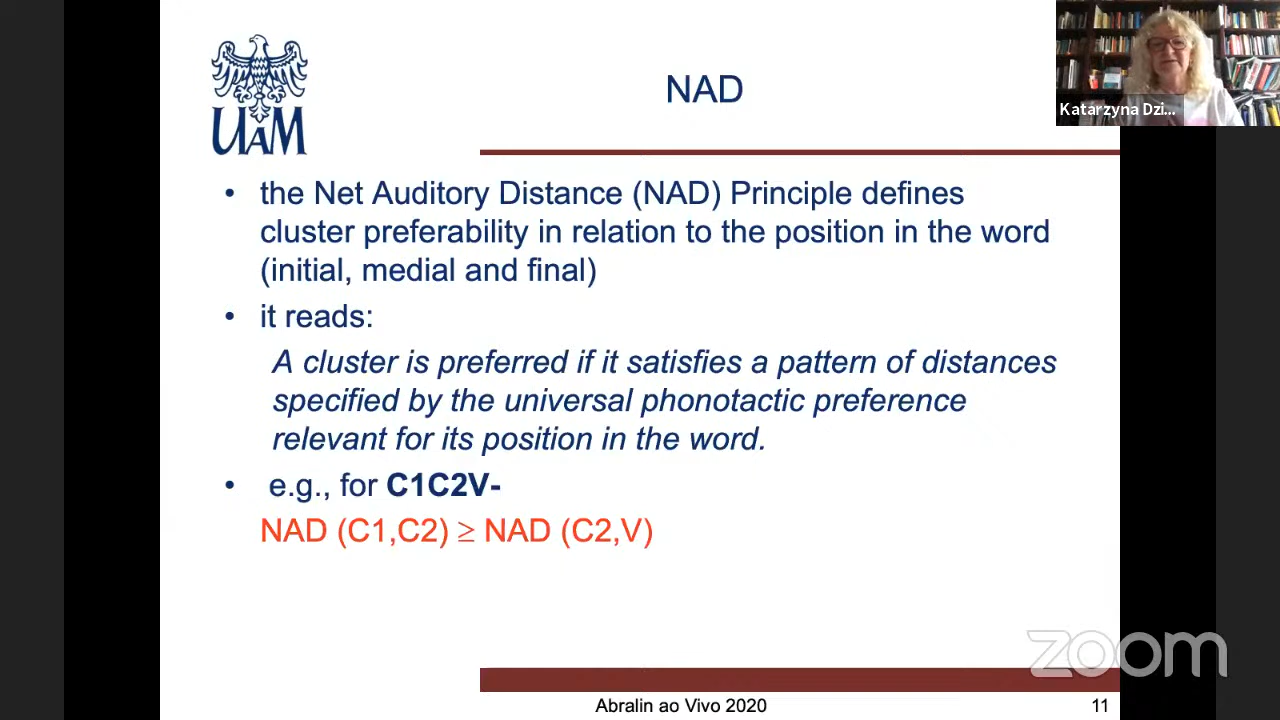 NAD
Katarzyna Dzi...
UAM
• the Net Auditory Distance (NAD) Principle defines
cluster preferability in relation to the position in the word
(initial, medial and final)
• it reads:
A cluster is preferred if it satisfies a pattern of distances
specified by the universal phonotactic preference
relevant for its position in the word.
• e.g., for C1C2V-
NAD (C1,C2) ≥ NAD (C2,V)
zoom
Abralin ao Vivo 2020
11